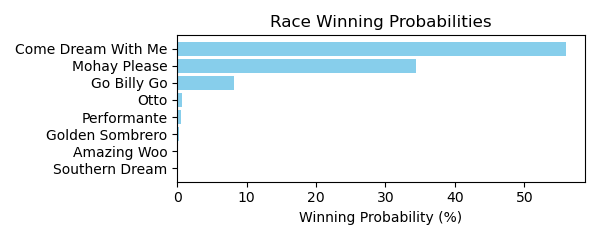 Race Winning Probabilities
Come Dream With Me
Mohay Please
Go Billy Go
Otto
Performante
Golden Sombrero
Amazing Woo
Southern Dream
0 10 20 30 40 50
Winning Probability (%)